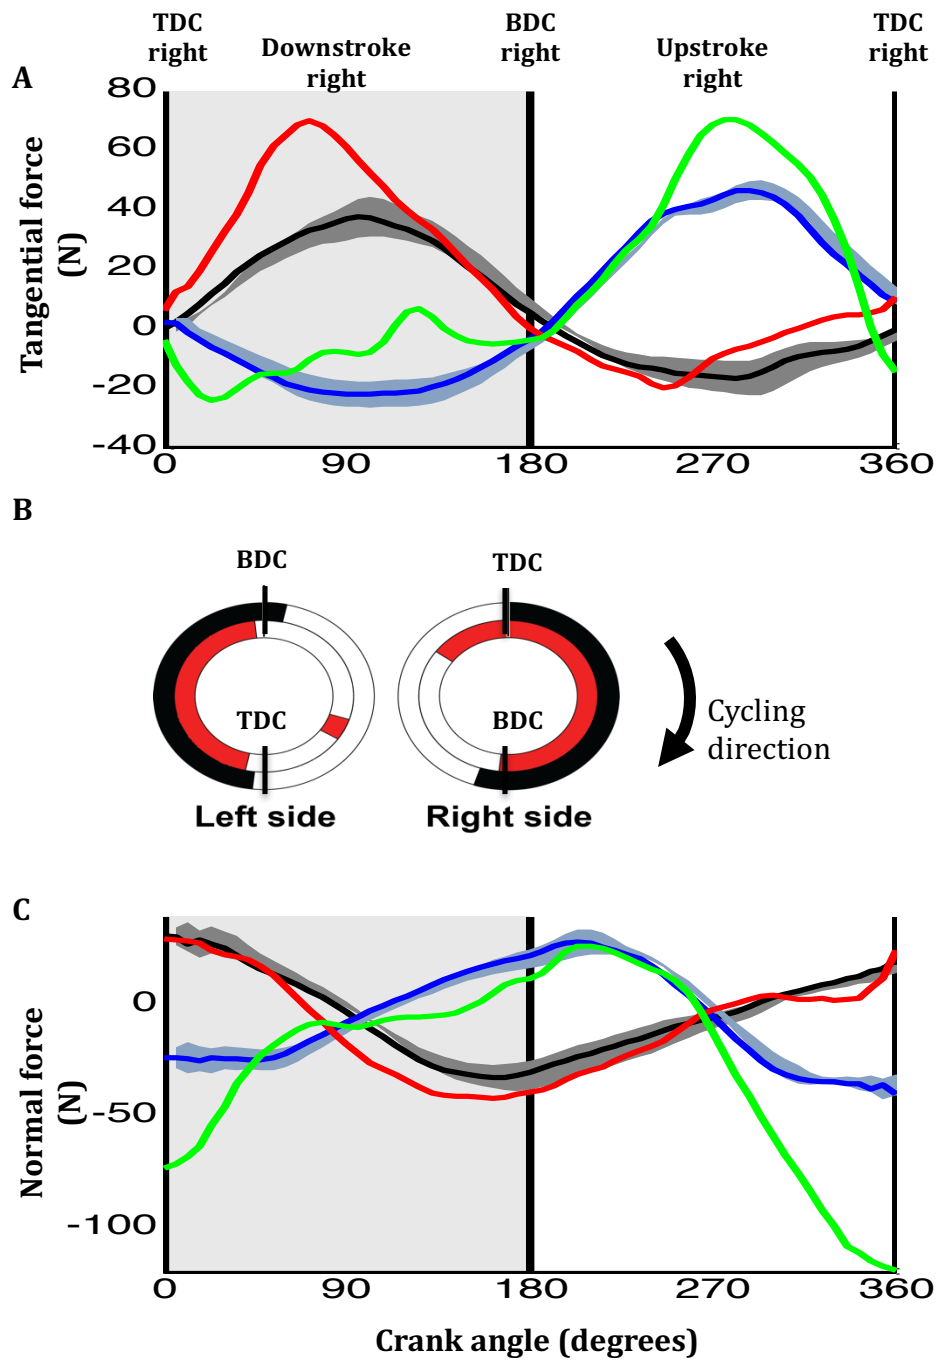 TDC
right
Downstroke
right
BDC
right
Upstroke
right
TDC
right
A
Tangential force
(N)
80
60
40
20
0
-20
-40
0 90 180 270 360
B
BDC
TDC
TDC
BDC
Cycling
direction
Left side
Right side
C
Normal force
(N)
0
-50
-100
0 90 180 270 360
Crank angle (degrees)